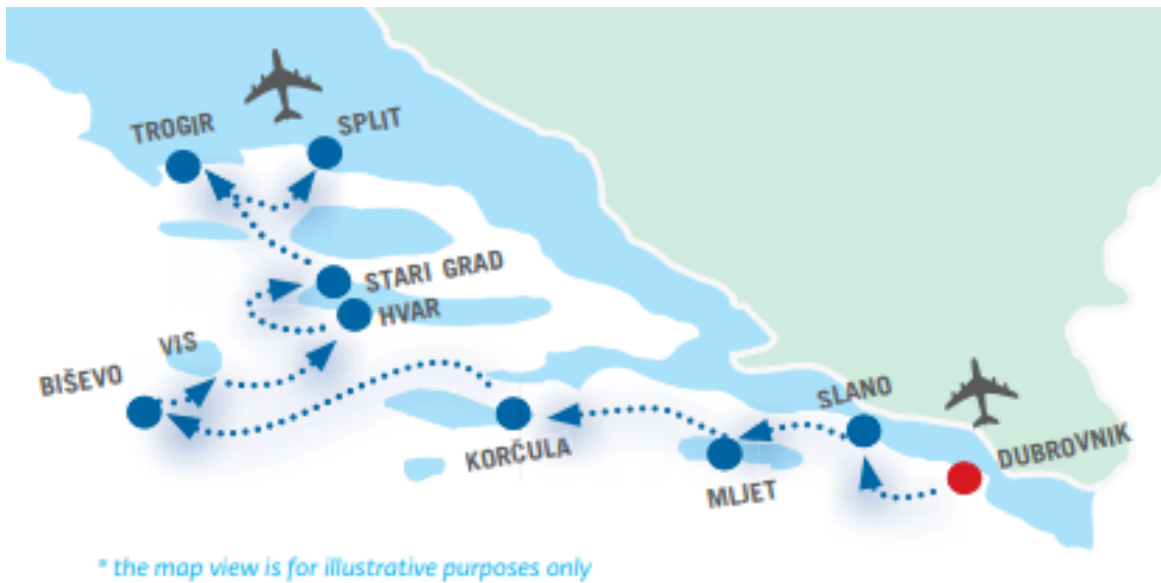 TROGIR
SPLIT
STARI GRAD
HVAR
VIS
BIŠEVO
SLANO
DUBROVNIK
KORČULA
MLJET
* the map view is for illustrative purposes only